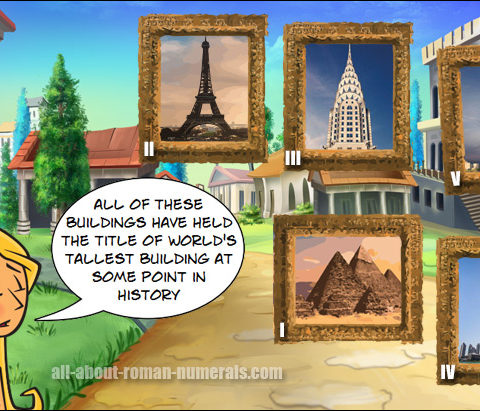 II
III
V
ALL OF THESE
BUILDINGS HAVE HELD
THE TITLE OF WORLD'S
TALLEST BUILDING AT
SOME POINT IN
HISTORY
I
IV
all-about-roman-numerals.com